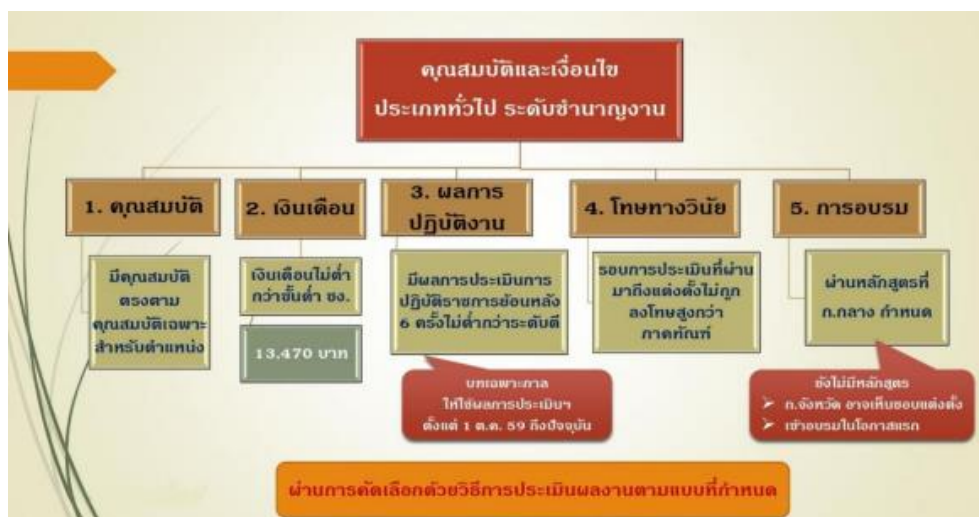 คุณสมบัติและเงื่อนไข
ประเภททั่วไป ระดับชำนาญงาน
1. คุณสมบัติ
มีคุณสมบัติ
ตรงตาม
คุณสมบัติเฉพาะ
สำหรับตำแหน่ง
2. เงินเดือน
เงินเดือนไม่ต่ำ
กว่าขั้นต่ำ ชง.
13,470 บาท
3. ผลการ
ปฏิบัติงาน
มีผลการประเมินการ
ปฏิบัติราชการย้อนหลัง
6 ครั้งไม่ต่ำกว่าระดับดี
บทเฉพาะกาล
ให้ใช้ผลการประเมินฯ
ตั้งแต่ 1 ต.ค. 59 ถึงปัจจุบัน
4. โทษทางวินัย
รอบการประเมินที่ผ่าน
มาถึงแต่งตั้งไม่ถูก
ลงโทษสูงกว่า
ภาคทัณฑ์
5. การอบรม
ผ่านหลักสูตรที่
ก.กลาง กำหนด
ยังไม่มีหลักสูตร
➢ ก.จังหวัด อาจเห็นชอบแต่งตั้ง
➢ เข้าอบรมในโอกาสแรก
ผ่านการคัดเลือกด้วยวิธีการประเมินผลงานตามแบบที่กำหนด